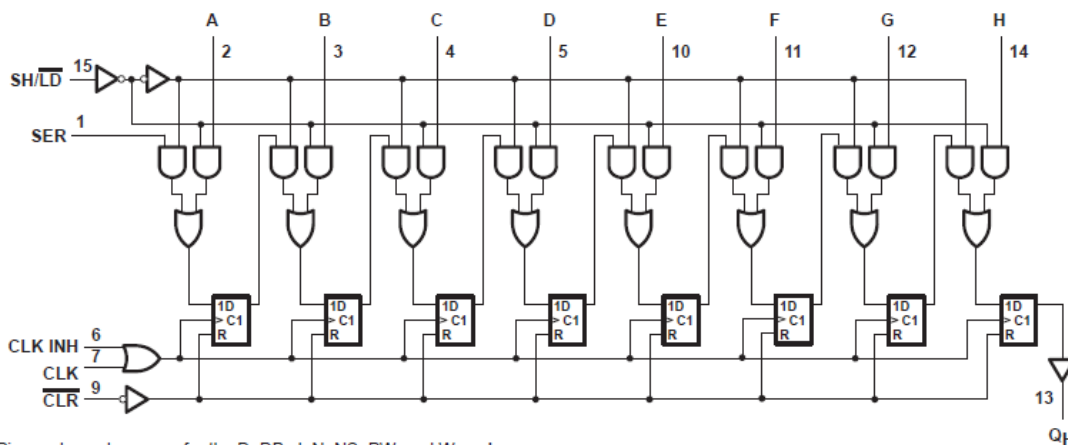 A B C D E F G H
2 3 4 5 10 11 12 14
SH/LD 15
SER 1
1D 1D 1D 1D 1D 1D 1D 1D
> C1 > C1 > C1 > C1 > C1 > C1 > C1 > C1
R R R R R R R R
CLK INH 6
CLK 7
CLR 9
13
QH